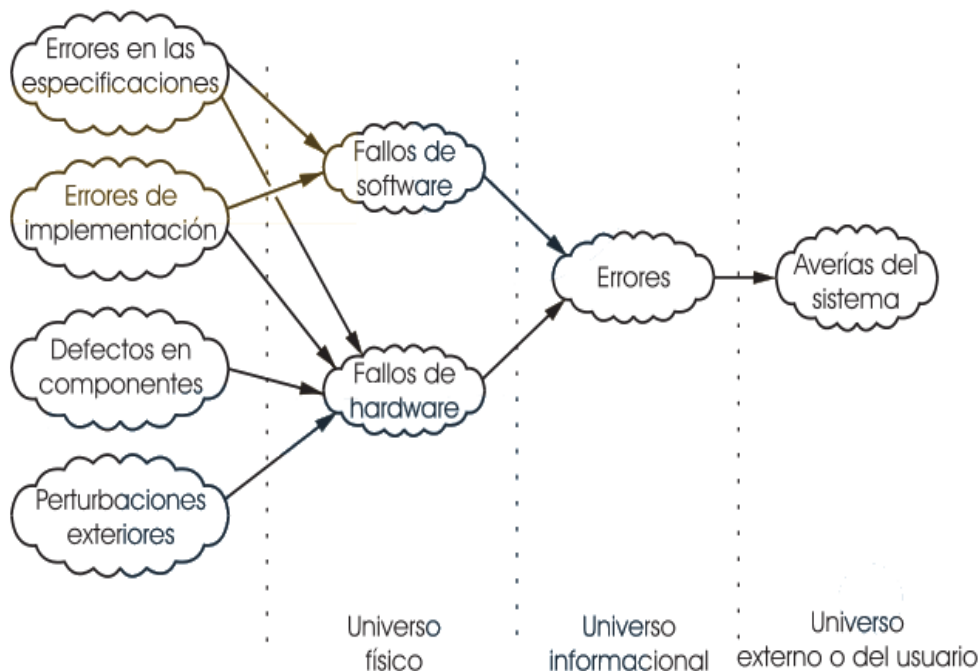 Errores en las
especificaciones
Errores de
implementación
Defectos en
componentes
Perturbaciones
exteriores
Fallos de
software
Fallos de
hardware
Errores
Averías del
sistema
Universo
físico
Universo
informacional
Universo
externo o del usuario